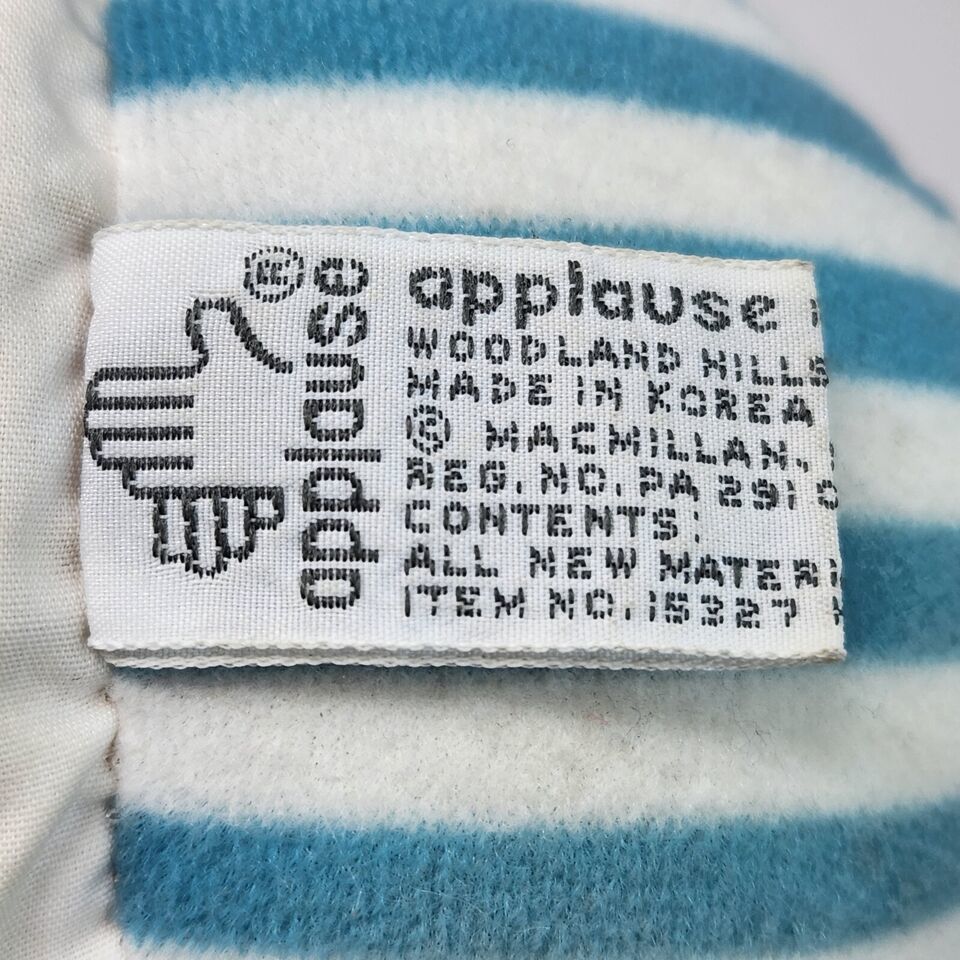 applause®
applause
WOODLAND HILLS
MADE IN KOREA
© MACMILLAN,
REG. NO. PA 291
CONTENTS:
ALL NEW MATERI
ITEM NO. 15327